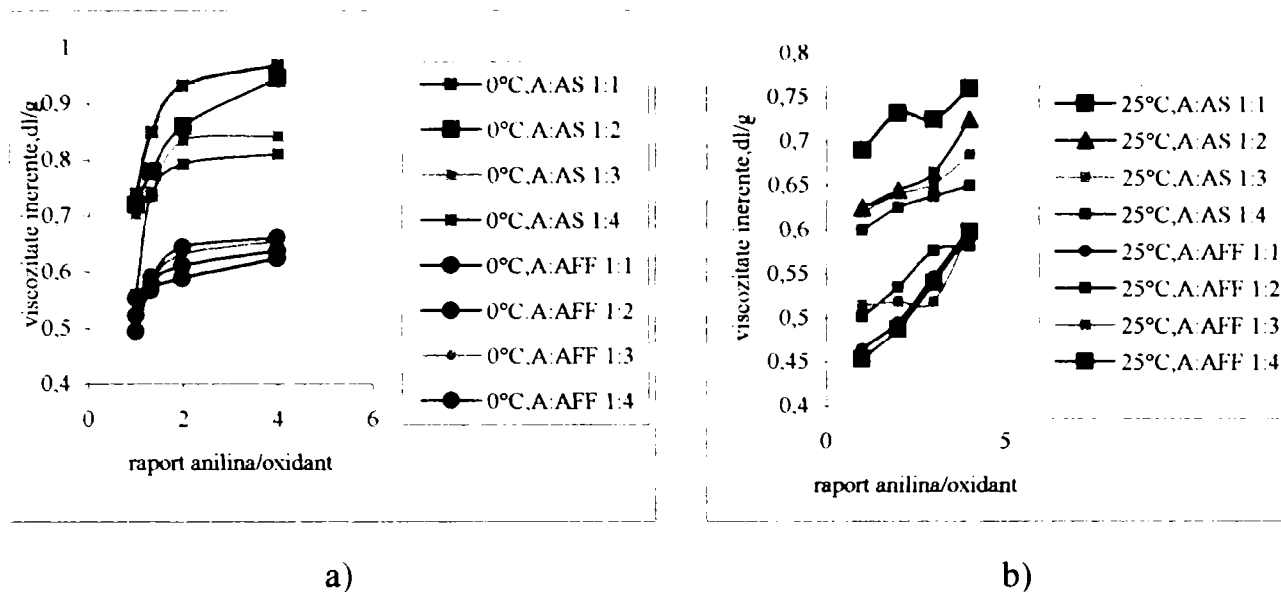 1
0,9
0,8
0,7
0,6
0,5
0,4
0
2
4
6
viscozitate inerente,dl/g
raport anilina/oxidant
0°C,A:AS 1:1
0°C,A:AS 1:2
0°C,A:AS 1:3
0°C,A:AS 1:4
0°C,A:AFF 1:1
0°C,A:AFF 1:2
0°C,A:AFF 1:3
0°C,A:AFF 1:4
a)
0,8
0,75
0,7
0,65
0,6
0,55
0,5
0,45
0,4
0
5
viscozitate inerente,dl/g
raport anilina/oxidant
25°C,A:AS 1:1
25°C,A:AS 1:2
25°C,A:AS 1:3
25°C,A:AS 1:4
25°C,A:AFF 1:1
25°C,A:AFF 1:2
25°C,A:AFF 1:3
25°C,A:AFF 1:4
b)